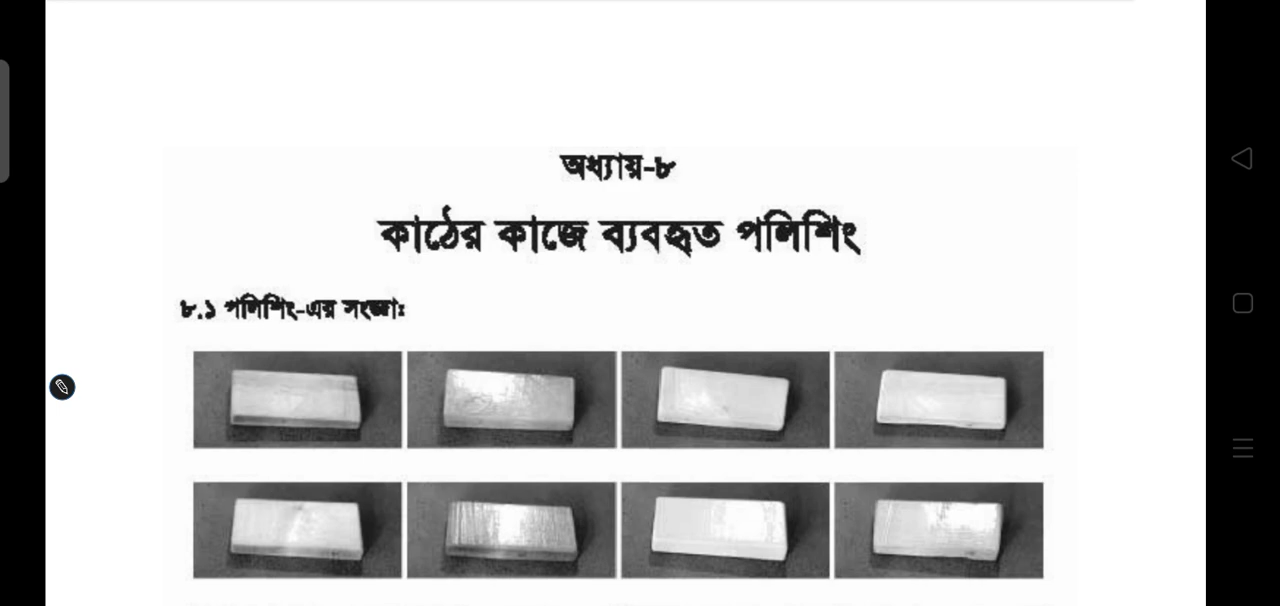 অধ্যায়-৮
কাঠের কাজে ব্যবহৃত পলিশিং
৮.১ পলিশিং-এর সংজ্ঞাঃ